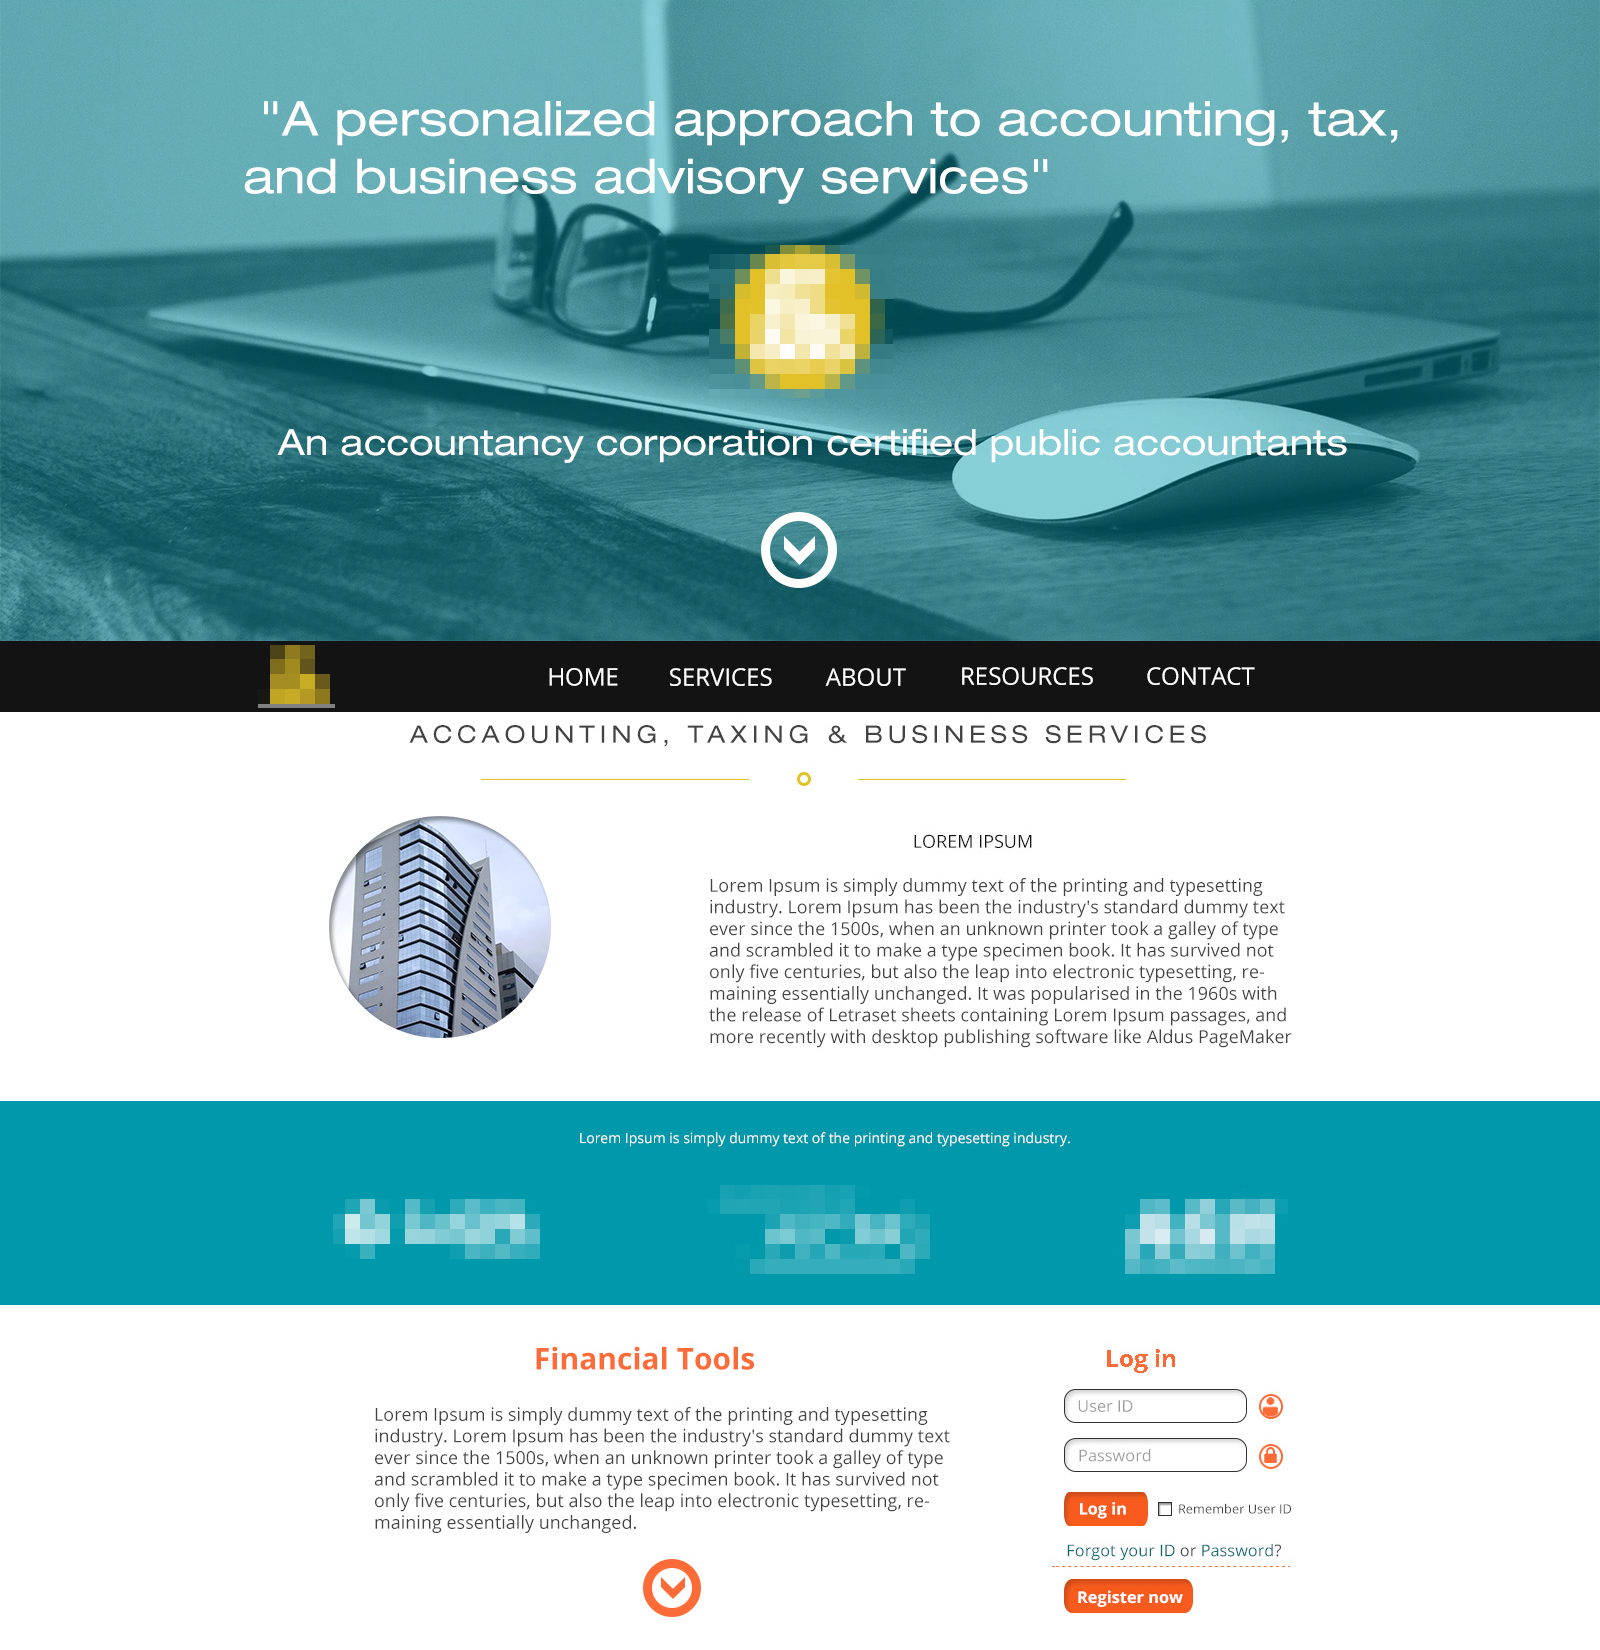 "A personalized approach to accounting, tax,
and business advisory services"
An accountancy corporation certified public accountants
HOME SERVICES ABOUT RESOURCES CONTACT
ACCAOUNTING, TAXING & BUSINESS SERVICES
LOREM IPSUM
Lorem Ipsum is simply dummy text of the printing and typesetting
industry. Lorem Ipsum has been the industry's standard dummy text
ever since the 1500s, when an unknown printer took a galley of type
and scrambled it to make a type specimen book. It has survived not
only five centuries, but also the leap into electronic typesetting, re-
maining essentially unchanged. It was popularised in the 1960s with
the release of Letraset sheets containing Lorem Ipsum passages, and
more recently with desktop publishing software like Aldus PageMaker
Lorem Ipsum is simply dummy text of the printing and typesetting industry.
Financial Tools
Lorem Ipsum is simply dummy text of the printing and typesetting
industry. Lorem Ipsum has been the industry's standard dummy text
ever since the 1500s, when an unknown printer took a galley of type
and scrambled it to make a type specimen book. It has survived not
only five centuries, but also the leap into electronic typesetting, re-
maining essentially unchanged.
Log in
User ID
Password
Log in Remember User ID
Forgot your ID or Password?
Register now